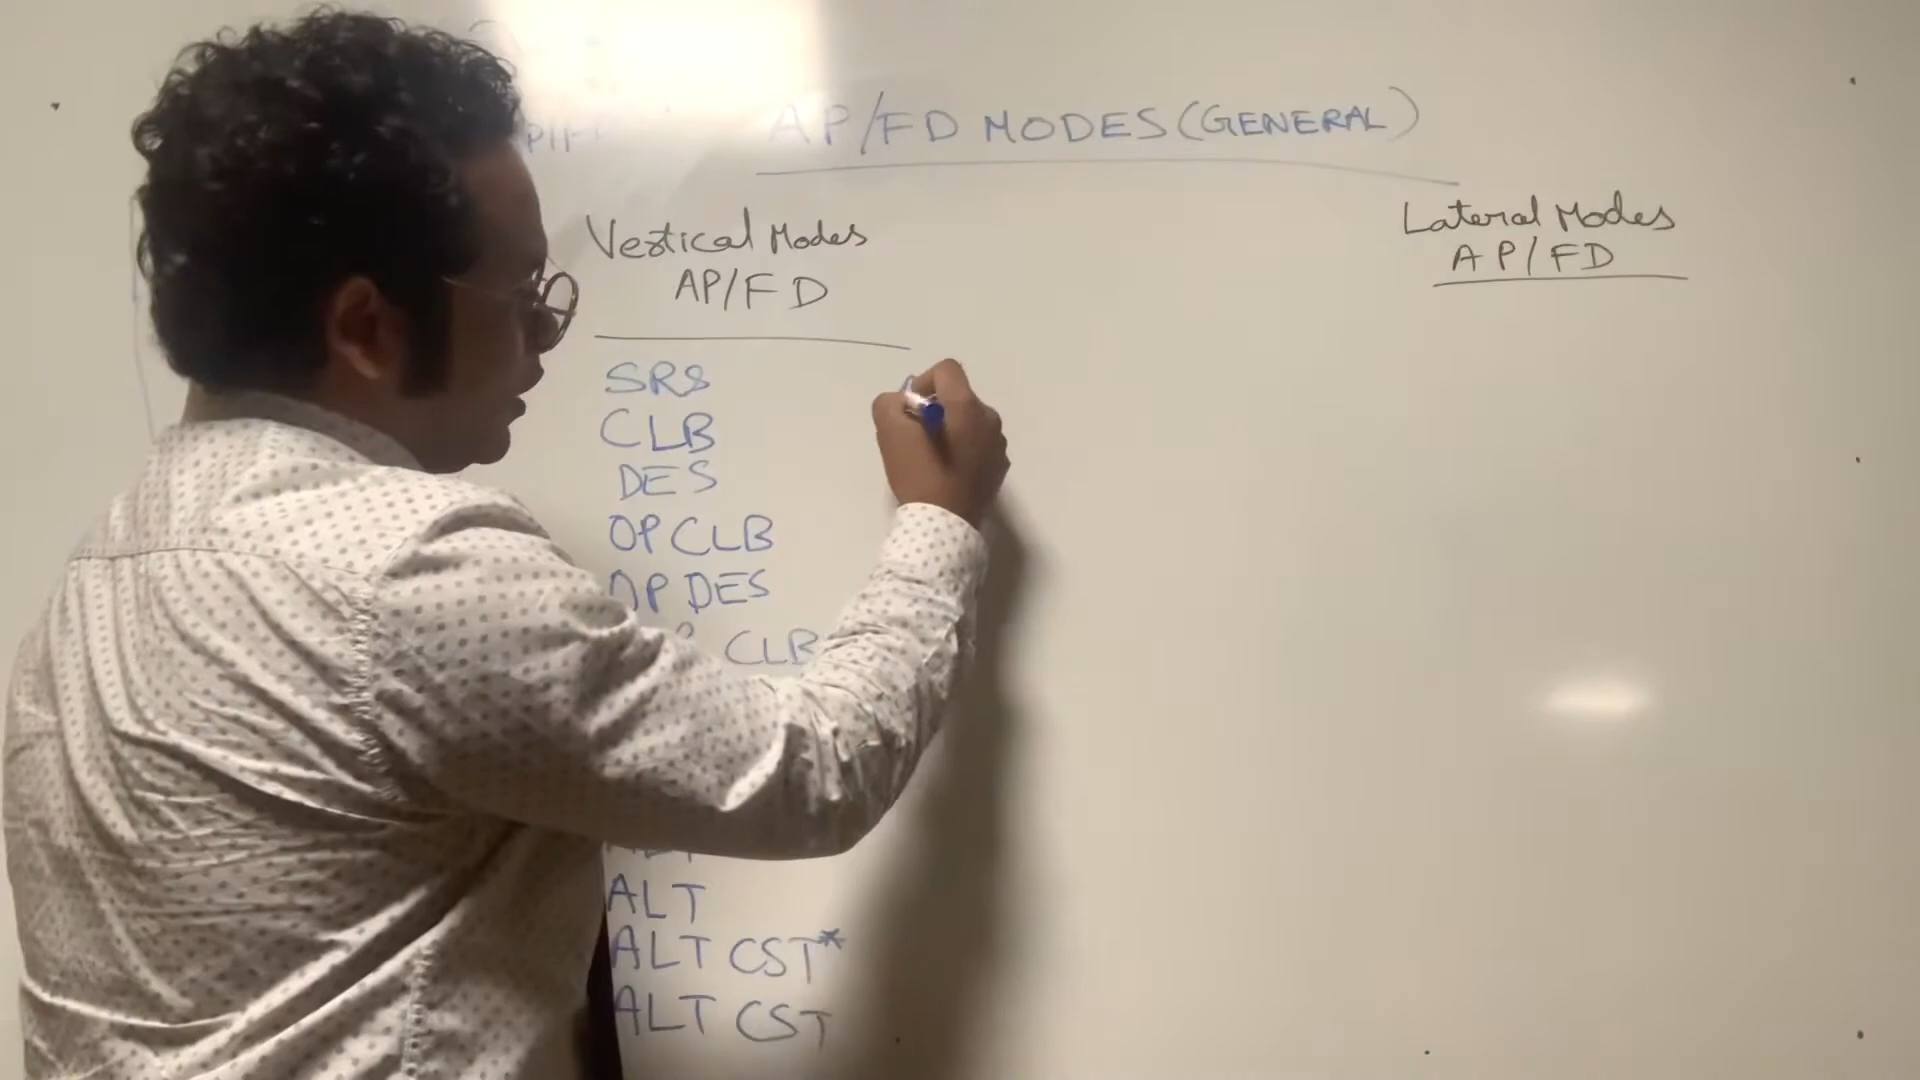 AP/FD MODES (GENERAL)
Vertical Modes
AP/FD
SRS
CLB
DES
OP CLB
OP DES
CLB
ALT
ALT CST*
ALT CST
Lateral Modes
AP/FD